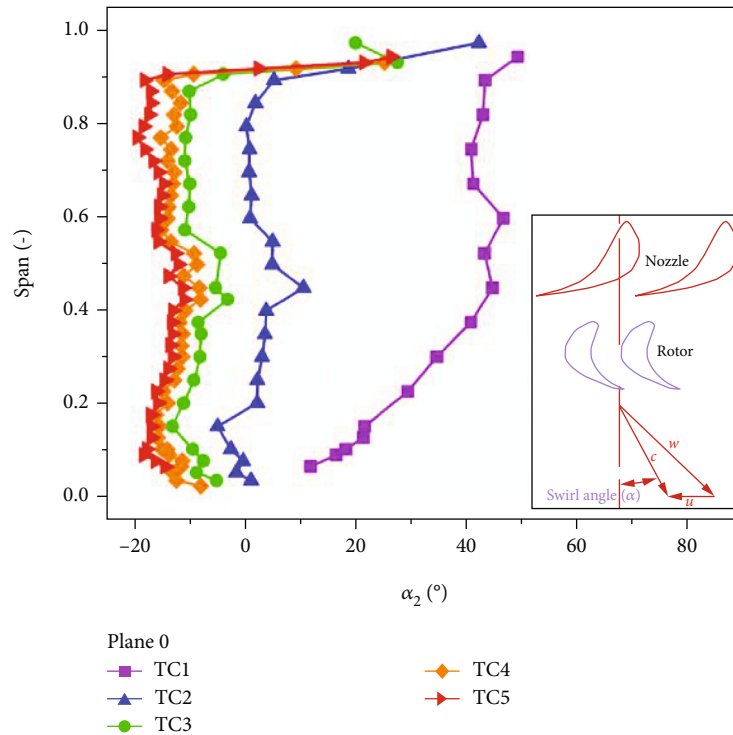 1.0
0.8
0.6
0.4
0.2
0.0
Span (-)
−20
0
20
40
60
80
α2 (°)
Nozzle
Rotor
c
w
u
Swirl angle (α)
Plane 0
TC1
TC2
TC3
TC4
TC5